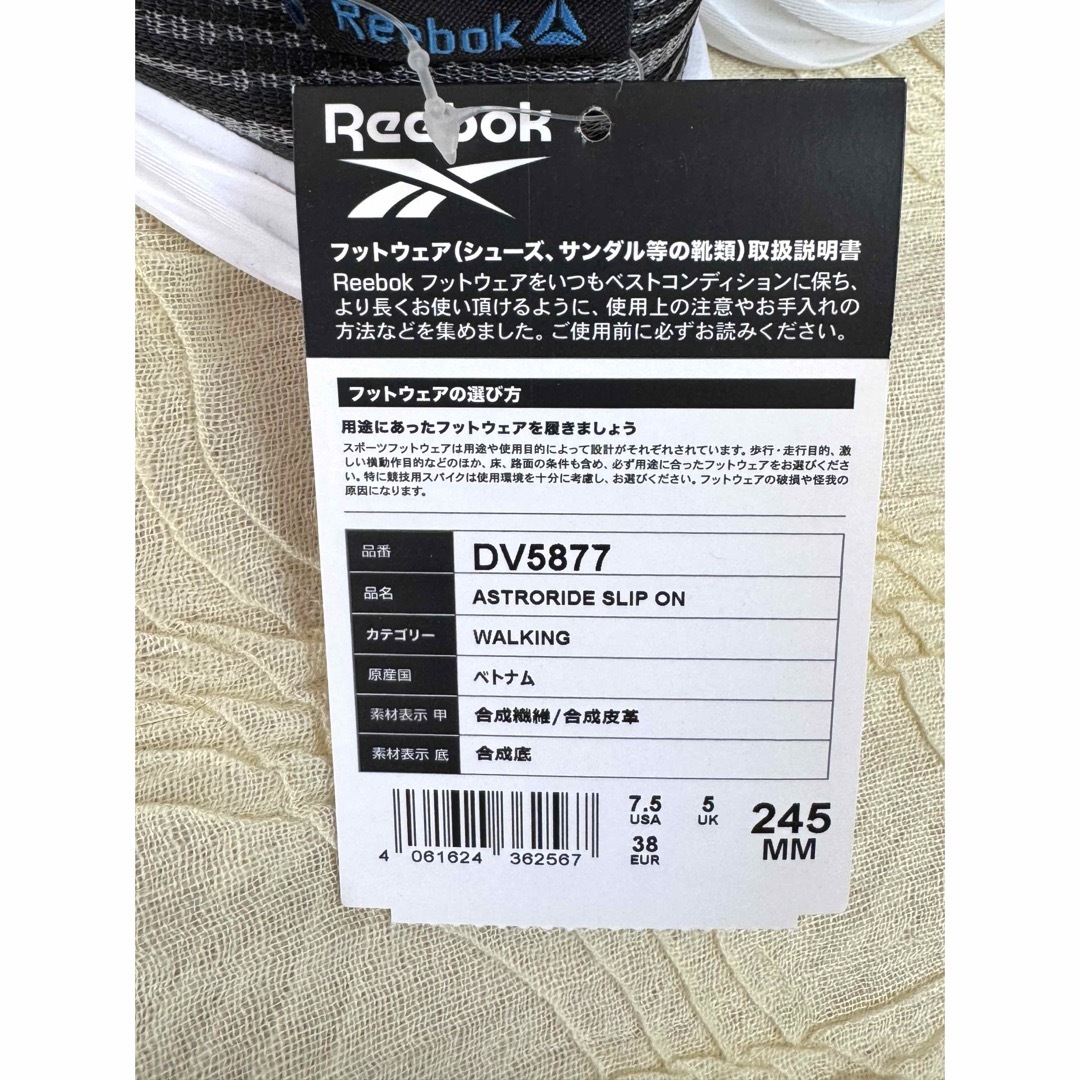 Reebok
Reebok
フットウェア(シューズ、サンダル等の靴類)取扱説明書
Reebok フットウェアをいつもベストコンディションに保ち、
より長くお使い頂けるように、使用上の注意やお手入れの
方法などを集めました。ご使用前に必ずお読みください。
フットウェアの選び方
用途にあったフットウェアを履きましょう
スポーツフットウェアは用途や使用目的によって設計がそれぞれされています。歩行・走行目的、激
しい横動作目的などのほか、床、路面の条件も含め、必ず用途に合ったフットウェアをお選びくださ
い。特に競技用スパイクは使用環境を十分に考慮し、お選びください。フットウェアの破損や怪我の
原因になります。
品番 DV5877
品名 ASTRORIDE SLIP ON
カテゴリー WALKING
原産国 ベトナム
素材表示 甲 合成繊維/合成皮革
素材表示 底 合成底
7.5 5 245
USA UK MM
38
EUR
4 061624 362567